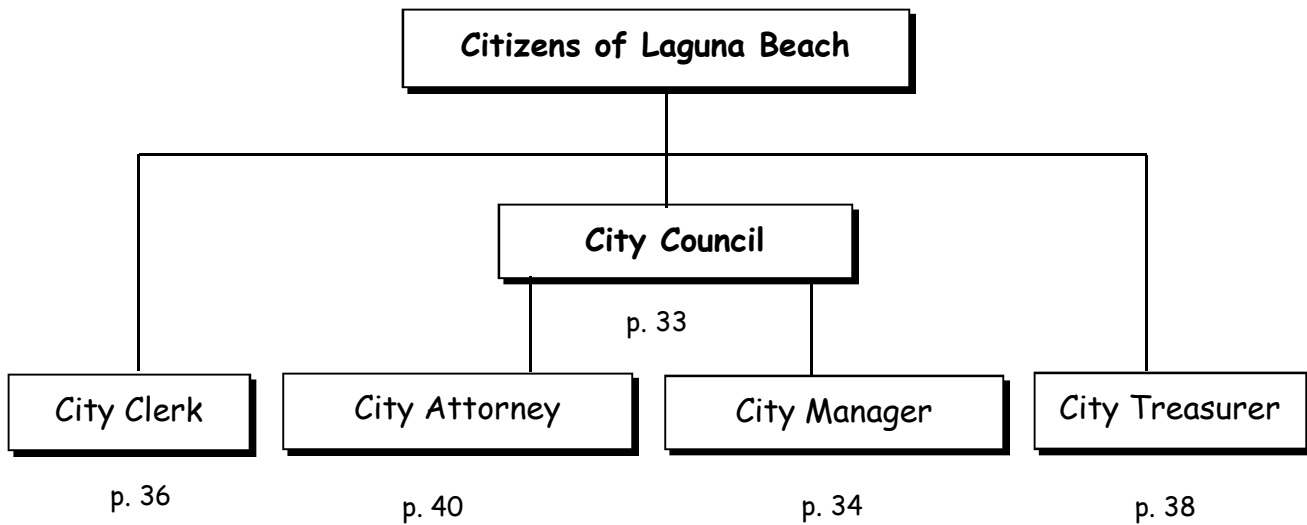 Citizens of Laguna Beach
City Council
p. 33
City Clerk
City Attorney
City Manager
City Treasurer
p. 36
p. 40
p. 34
p. 38